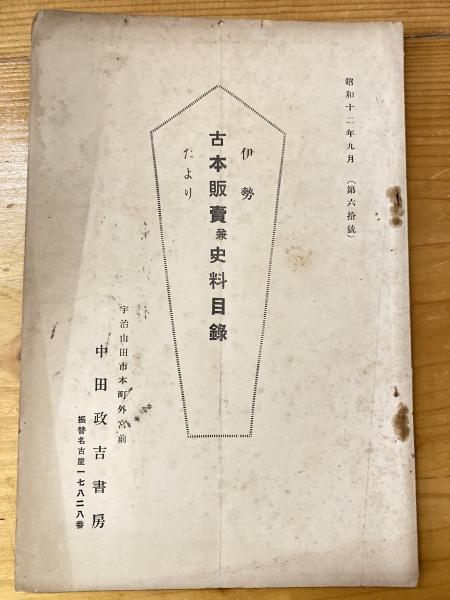 昭和十二年九月（第六拾號）
伊勢
古本販賣兼史料目錄
たより
宇治山田市本町外宮前
中田政吉書房
振替名古屋一七八二八番